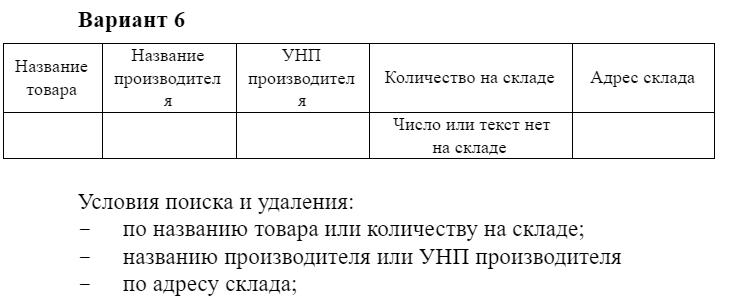 Вариант 6
Название товара
Название производителя
УНП производителя
Количество на складе
Адрес склада
Число или текст нет на складе
Условия поиска и удаления:
− по названию товара или количеству на складе;
− названию производителя или УНП производителя
− по адресу склада;